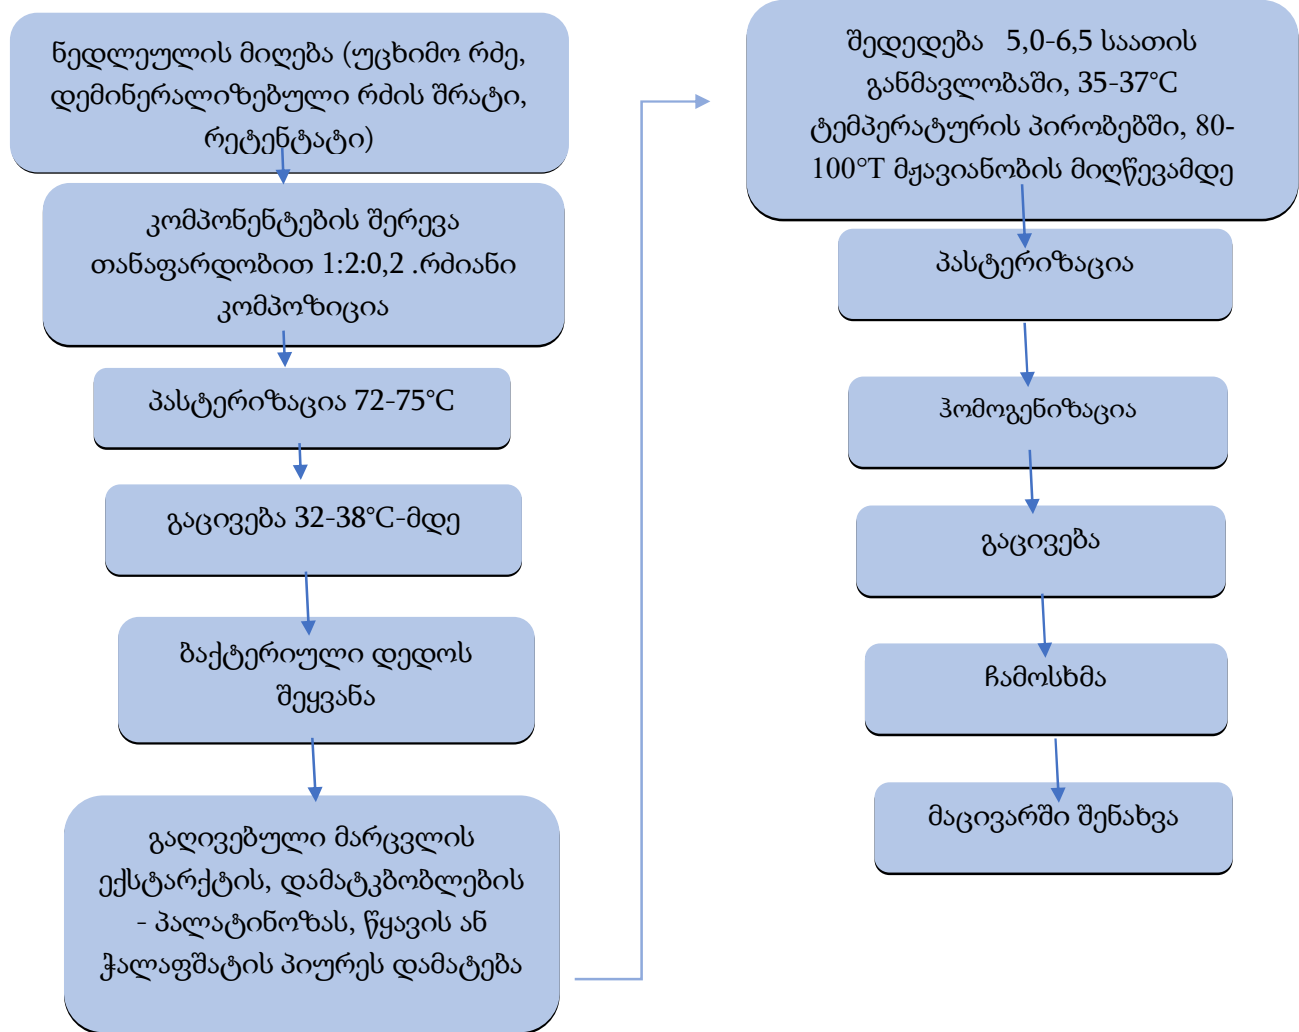 ნედლეულის მიღება (უცხიმო რძე,
დემინერალიზებული რძის შრატი,
რეტენტატი)
კომპონენტების შერევა
თანაფარდობით 1:2:0,2 .რძიანი
კომპოზიცია
პასტერიზაცია 72-75°C
გაცივება 32-38°C-მდე
ბაქტერიული დედოს
შეყვანა
გაღივებული მარცვლის
ექსტარქტის, დამატკბობლების
- პალატინოზას, წყავის ან
ჭალაფშატის პიურეს დამატება
შედედება 5,0-6,5 საათის
განმავლობაში, 35-37°C
ტემპერატურის პირობებში, 80-
100°T მჟავიანობის მიღწევამდე
პასტერიზაცია
ჰომოგენიზაცია
გაცივება
ჩამოსხმა
მაცივარში შენახვა